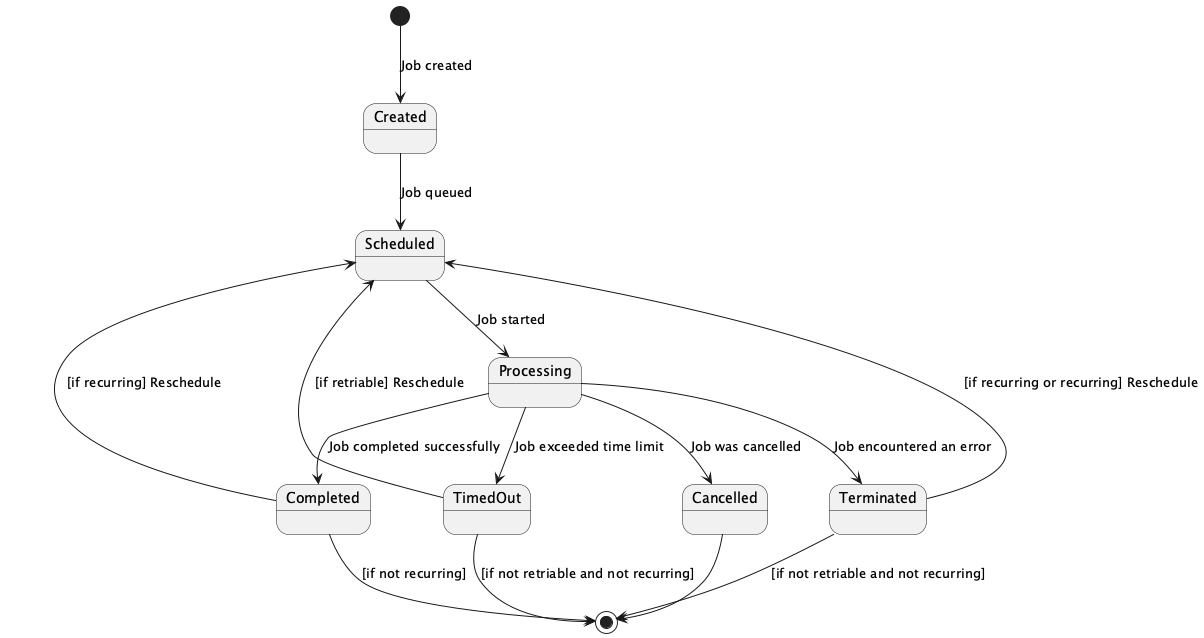 Job created
Created
Job queued
Scheduled
Job started
Processing
[if recurring] Reschedule
[if retriable] Reschedule
[if recurring or recurring] Reschedule
Job completed successfully
Job exceeded time limit
Job was cancelled
Job encountered an error
Completed
TimedOut
Cancelled
Terminated
[if not recurring]
[if not retriable and not recurring]
[if not retriable and not recurring]